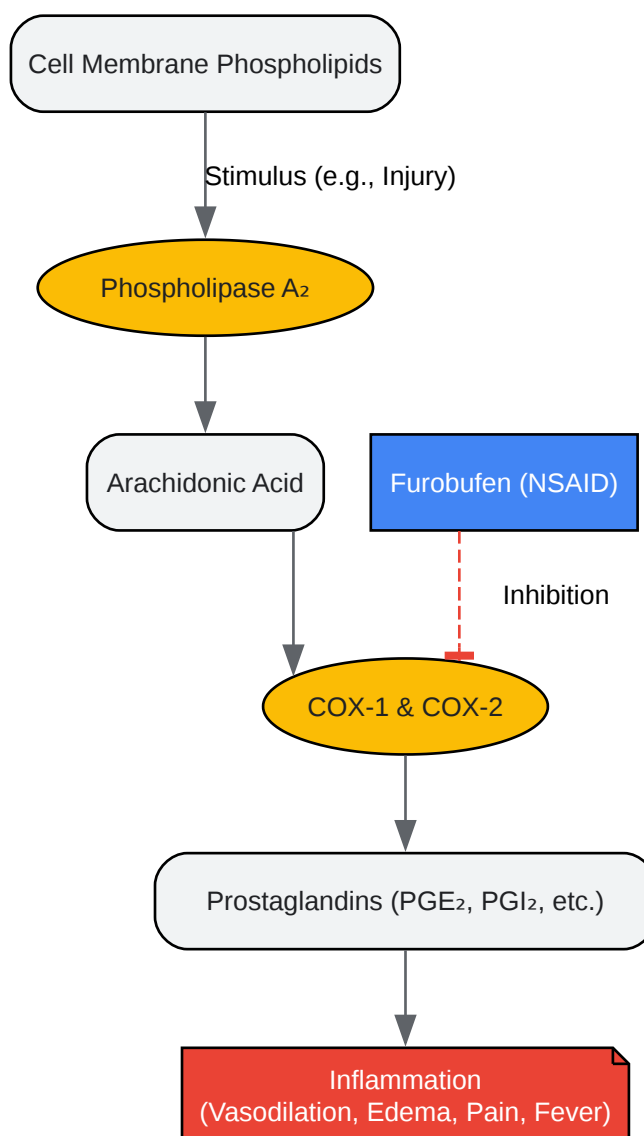 Cell Membrane Phospholipids
Stimulus (e.g., Injury)
Phospholipase A₂
Arachidonic Acid
Furobufen (NSAID)
Inhibition
COX-1 & COX-2
Prostaglandins (PGE₂, PGI₂, etc.)
Inflammation
(Vasodilation, Edema, Pain, Fever)